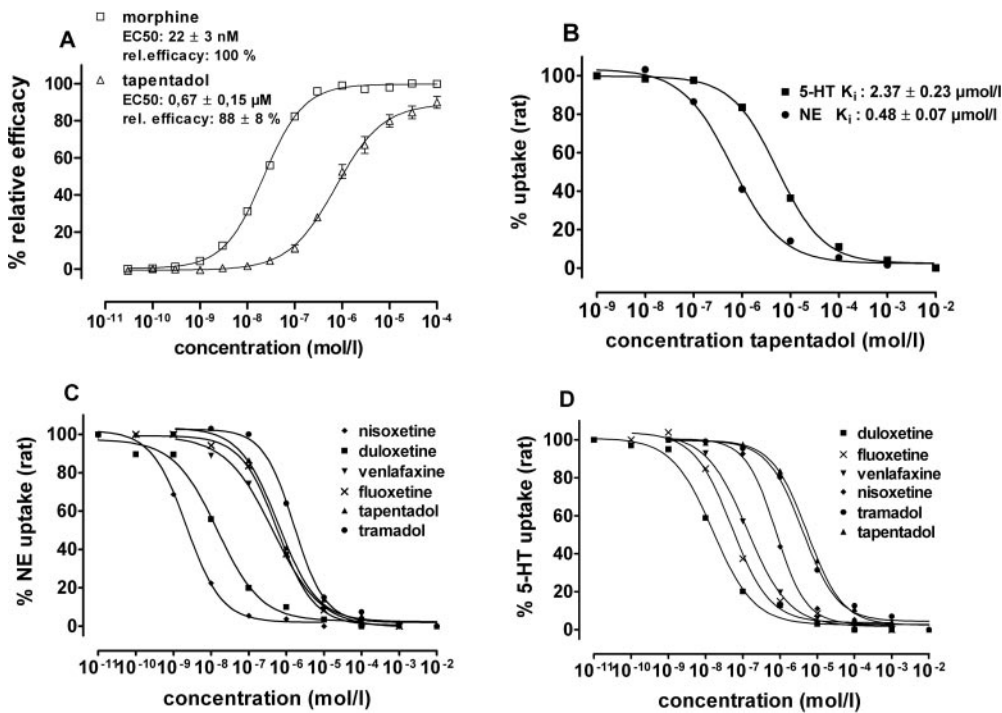 A
morphine
EC50: 22 ± 3 nM
rel.efficacy: 100 %
tapentadol
EC50: 0,67 ± 0,15 µM
rel. efficacy: 88 ± 8 %
% relative efficacy
100
80
60
40
20
0
10-11 10-10 10-9 10-8 10-7 10-6 10-5 10-4
concentration (mol/l)
B
5-HT Ki : 2.37 ± 0.23 µmol/l
NE Ki : 0.48 ± 0.07 µmol/l
% uptake (rat)
100
80
60
40
20
0
10-9 10-8 10-7 10-6 10-5 10-4 10-3 10-2
concentration tapentadol (mol/l)
C
nisoxetine
duloxetine
venlafaxine
fluoxetine
tapentadol
tramadol
% NE uptake (rat)
100
80
60
40
20
0
10-11 10-10 10-9 10-8 10-7 10-6 10-5 10-4 10-3 10-2
concentration (mol/l)
D
duloxetine
fluoxetine
venlafaxine
nisoxetine
tramadol
tapentadol
% 5-HT uptake (rat)
100
80
60
40
20
0
10-11 10-10 10-9 10-8 10-7 10-6 10-5 10-4 10-3 10-2
concentration (mol/l)